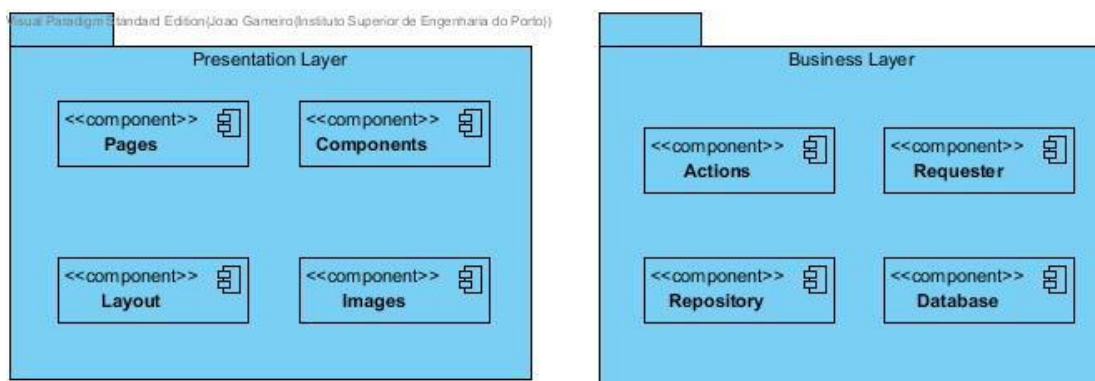 Visual Paradigm Standard Edition(Joao Gameiro(Instituto Superior de Engenharia do Porto))
Presentation Layer
<<component>>
Pages
<<component>>
Components
<<component>>
Layout
<<component>>
Images
Business Layer
<<component>>
Actions
<<component>>
Requester
<<component>>
Repository
<<component>>
Database